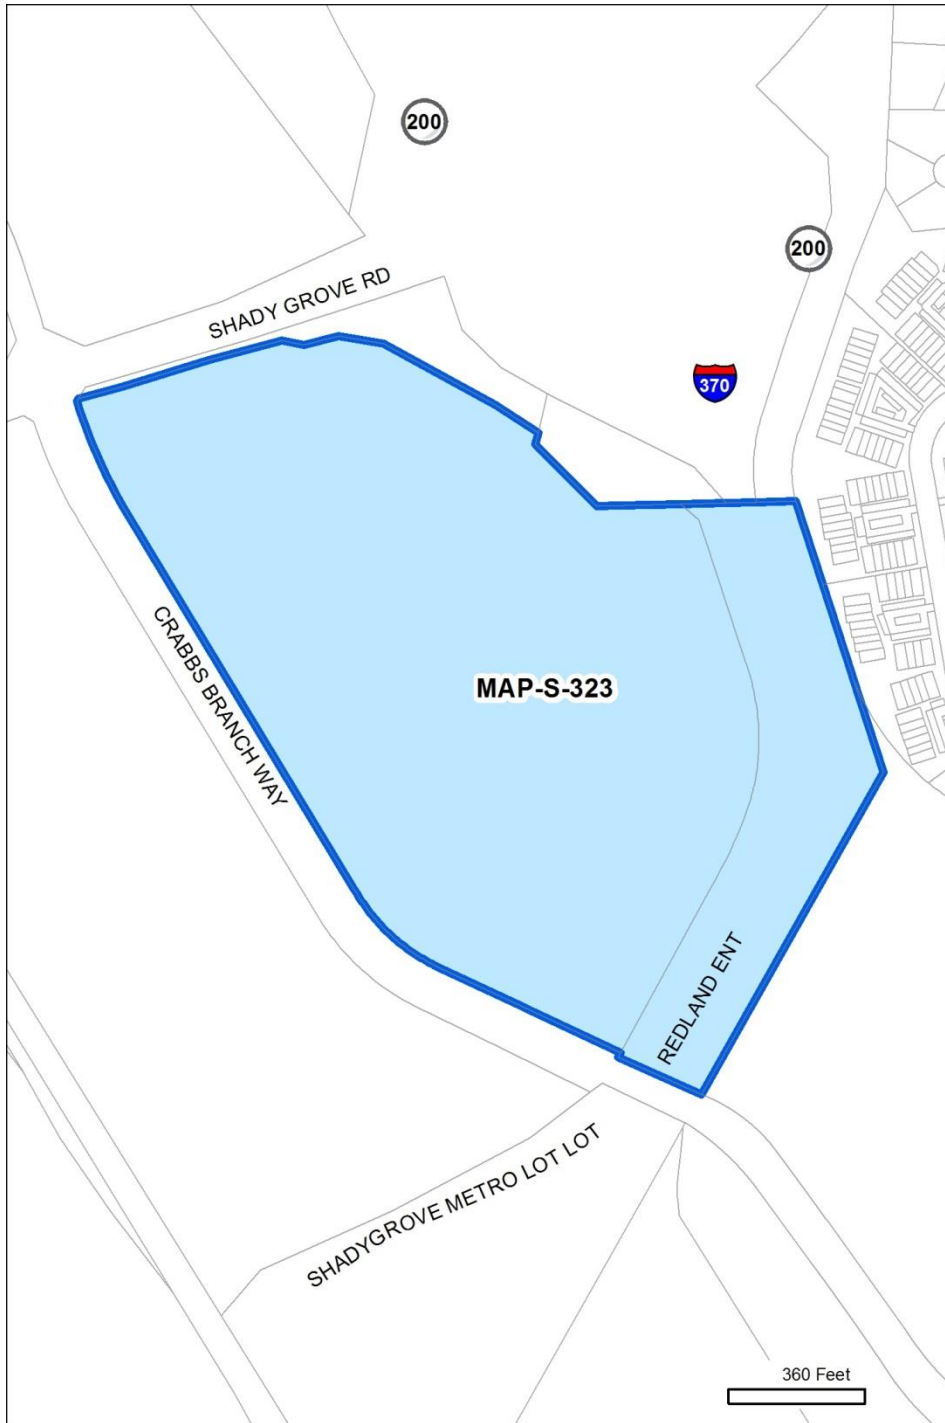 200
200
SHADY GROVE RD
370
CRABBS BRANCH WAY
MAP-S-323
REDLAND ENT
SHADYGROVE METRO LOT LOT
360 Feet